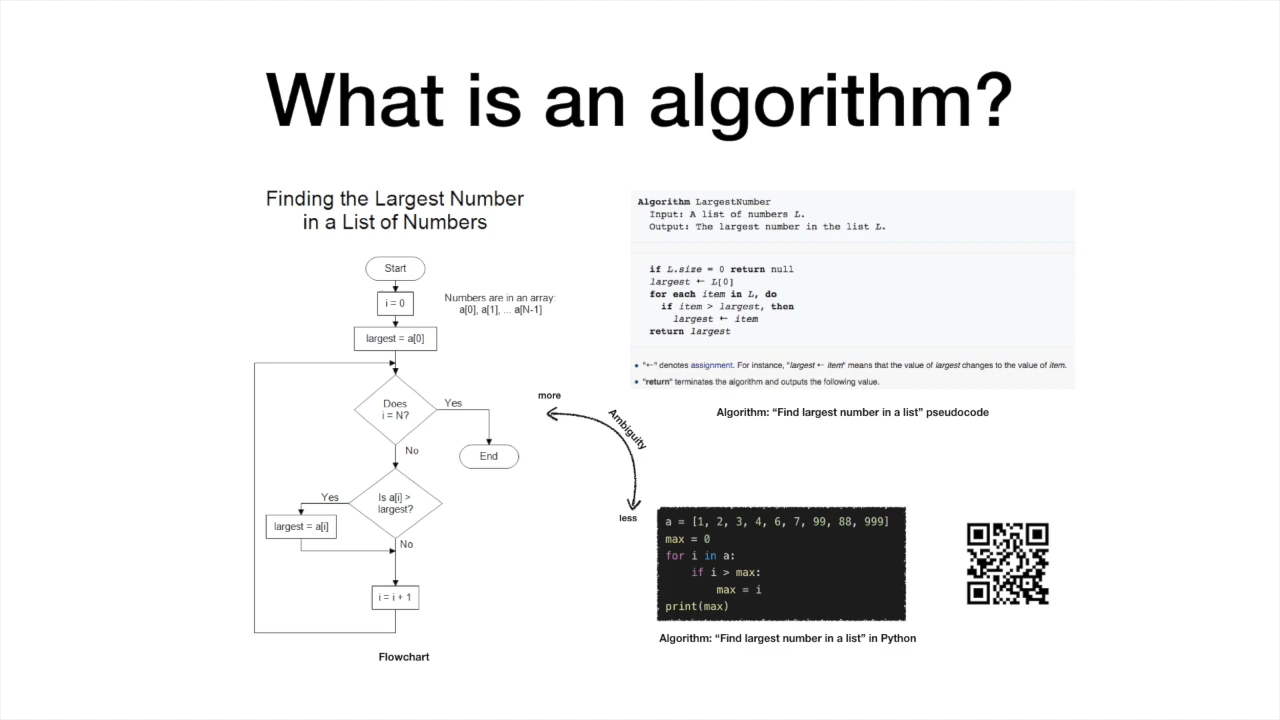 What is an algorithm?
Finding the Largest Number
in a List of Numbers
Start
i = 0
Numbers are in an array:
a[0], a[1], ... a[N-1]
largest = a[0]
Does
i = N?
Yes
No
End
Is a[i] >
largest?
Yes
largest = a[i]
No
i = i + 1
Flowchart
more
Ambiguity
less
Algorithm LargestNumber
Input: A list of numbers L.
Output: The largest number in the list L.
if L.size = 0 return null
largest ← L[0]
for each item in L, do
if item > largest, then
largest ← item
return largest
• "←" denotes assignment. For instance, "largest ← item" means that the value of largest changes to the value of item.
• "return" terminates the algorithm and outputs the following value.
Algorithm: “Find largest number in a list” pseudocode
a = [1, 2, 3, 4, 6, 7, 99, 88, 999]
max = 0
for i in a:
if i > max:
max = i
print(max)
Algorithm: “Find largest number in a list” in Python